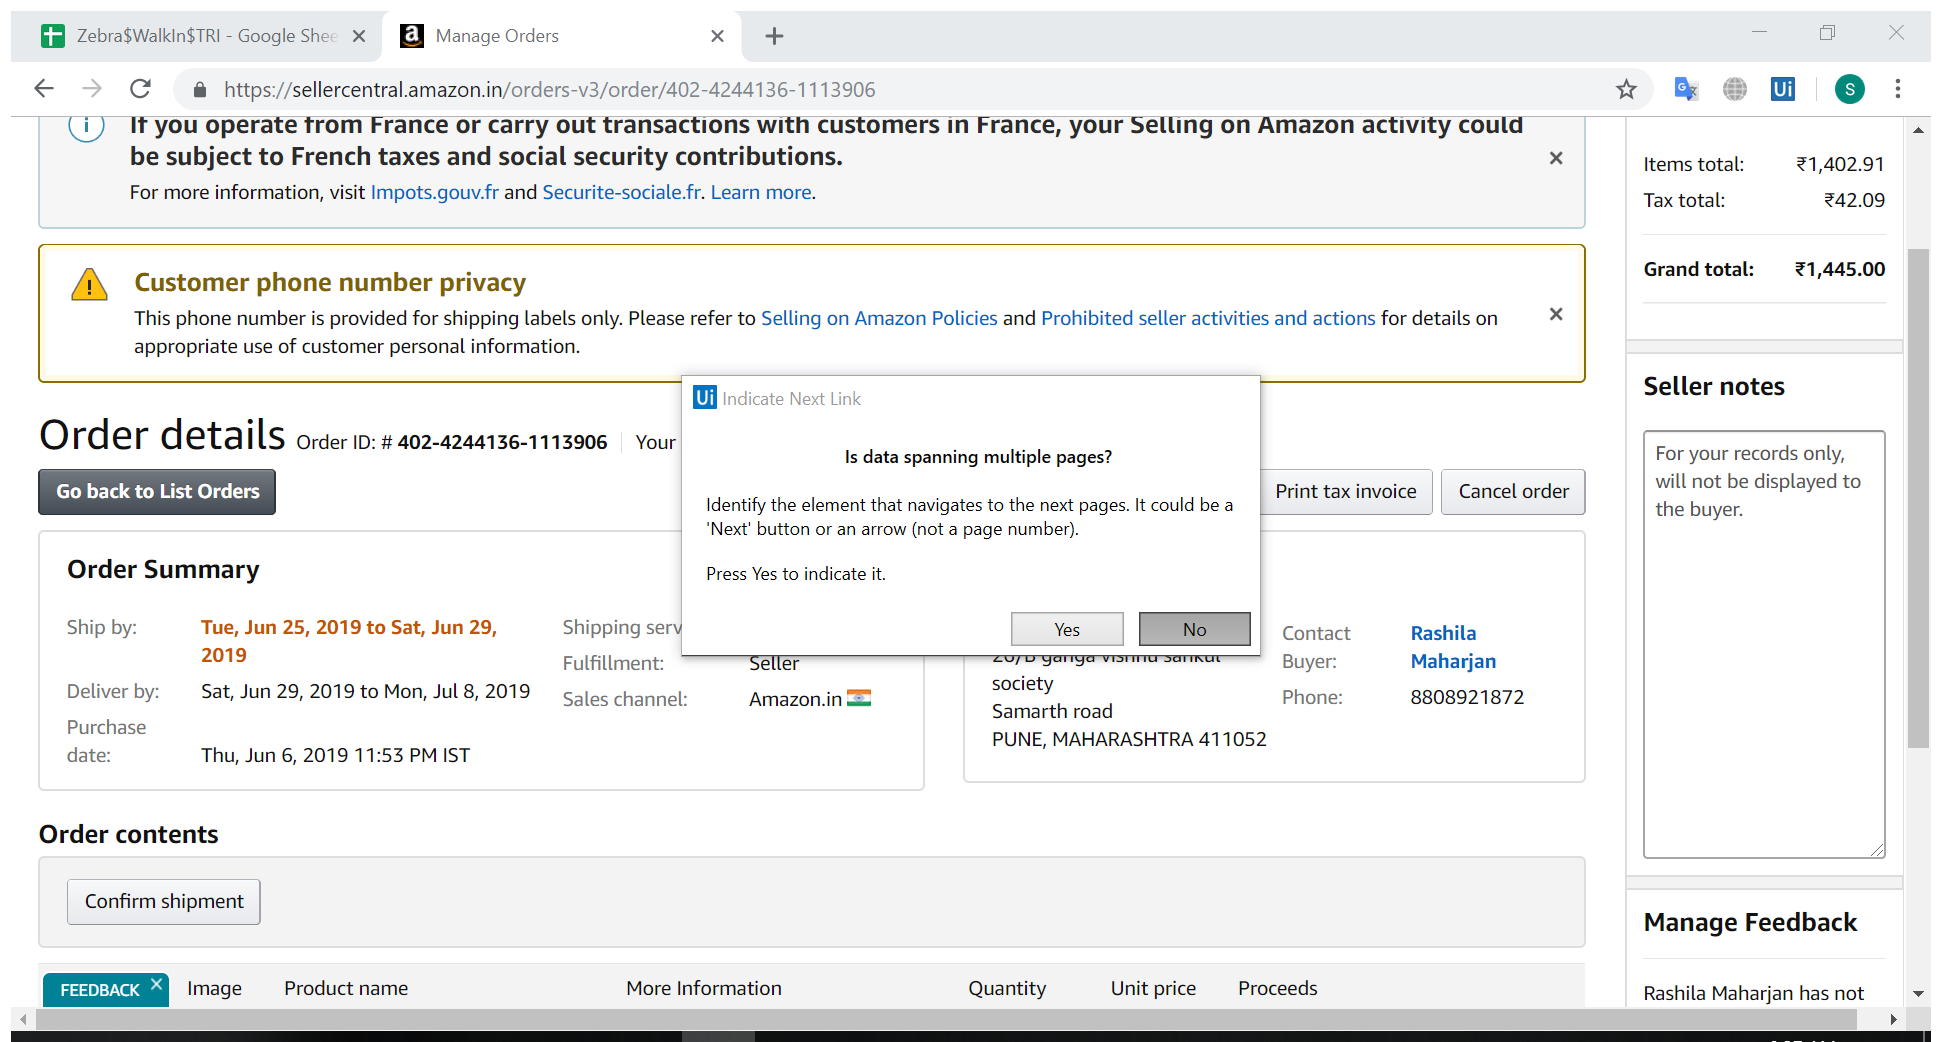 Zebra$WalkIn$TRI - Google Shee
Manage Orders
https://sellercentral.amazon.in/orders-v3/order/402-4244136-1113906
Ui
S
If you operate from France or carry out transactions with customers in France, your Selling on Amazon activity could
be subject to French taxes and social security contributions.
For more information, visit Impots.gouv.fr and Securite-sociale.fr. Learn more.
Customer phone number privacy
This phone number is provided for shipping labels only. Please refer to Selling on Amazon Policies and Prohibited seller activities and actions for details on
appropriate use of customer personal information.
Order details Order ID: # 402-4244136-1113906 Your
Go back to List Orders
Print tax invoice
Cancel order
Ui Indicate Next Link
Is data spanning multiple pages?
Identify the element that navigates to the next pages. It could be a
'Next' button or an arrow (not a page number).
Press Yes to indicate it.
Yes
No
Order Summary
Ship by: Tue, Jun 25, 2019 to Sat, Jun 29,
2019
Deliver by: Sat, Jun 29, 2019 to Mon, Jul 8, 2019
Purchase
date: Thu, Jun 6, 2019 11:53 PM IST
Shipping serv
Fulfillment: Seller
Sales channel: Amazon.in
ganga vishnu sankul
society
Samarth road
PUNE, MAHARASHTRA 411052
Contact
Buyer:
Rashila
Maharjan
Phone: 8808921872
Order contents
Confirm shipment
FEEDBACK
Image Product name More Information Quantity Unit price Proceeds
Items total: ₹1,402.91
Tax total: ₹42.09
Grand total: ₹1,445.00
Seller notes
For your records only,
will not be displayed to
the buyer.
Manage Feedback
Rashila Maharjan has not